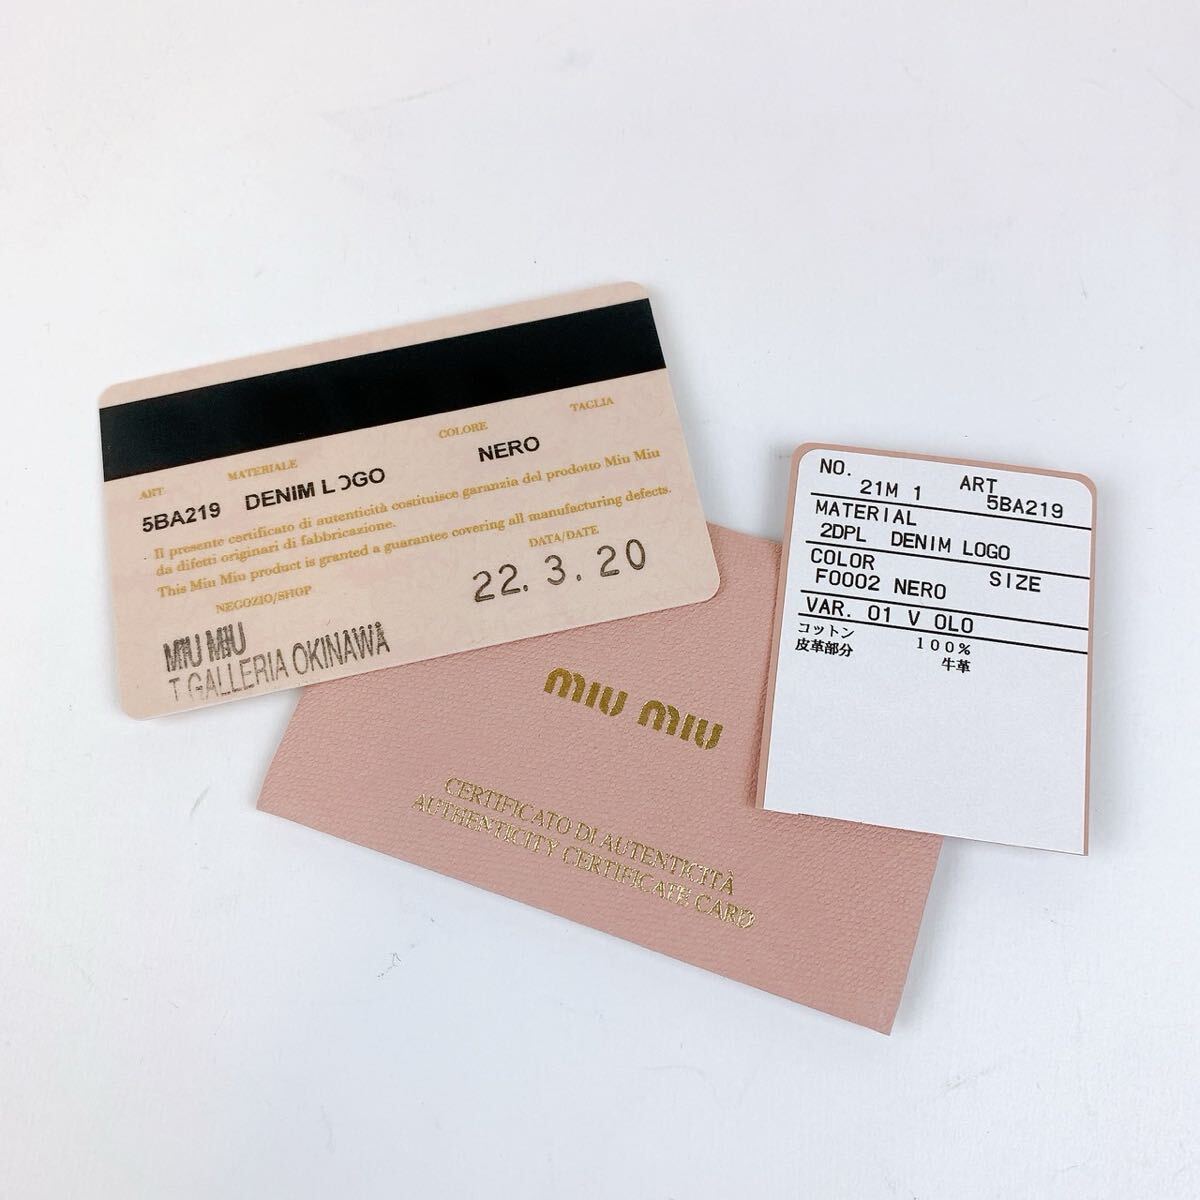 TAGLIA
COLORE
MATERIALE
ART.
NERO
DENIM LOGO
5BA219
Il presente certificato di autenticità costituisce garanzia del prodotto Miu Miu
da difetti originari di fabbricazione.
This Miu Miu product is granted a guarantee covering all manufacturing defects.
DATA/DATE
22. 3. 20
NEGOZIO/SHOP
MIU MIU
T GALLERIA OKINAWA
miu miu
CERTIFICATO DI AUTENTICITÀ
AUTHENTICITY CERTIFICATE CARD
NO. ART
21M 1 5BA219
MATERIAL
2DPL DENIM LOGO
COLOR SIZE
F0002 NERO
VAR. 01 V OLO
コットン 100%
皮革部分 牛革